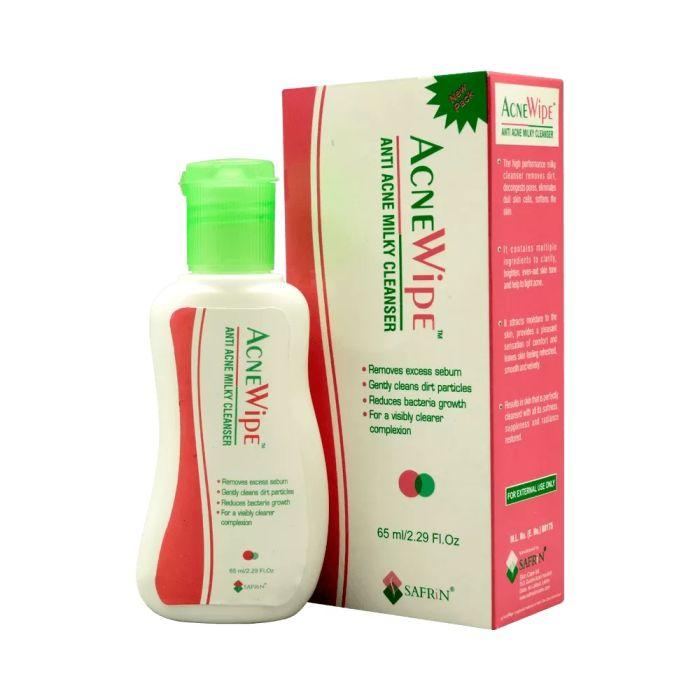 ACNEWIPE™
ANTI ACNE MILKY CLEANSER
• Removes excess sebum
• Gently cleans dirt particles
• Reduces bacteria growth
• For a visibly clearer
complexion
65 ml/2.29 Fl.Oz
SAFRiN
New
Pack
ACNEWIPE™
ANTI ACNE MILKY CLEANSER
• Removes excess sebum
• Gently cleans dirt particles
• Reduces bacteria growth
• For a visibly clearer
complexion
65 ml/2.29 Fl.Oz
SAFRiN®
ACNEWIPE
ANTI ACNE MILKY CLEANSER
• The high performance milky
cleanser removes dirt,
decongests pores, eliminates
dull skin cells, softens the
skin.
• It contains multiple
ingredients to clarify,
brighten, even-out skin tone
and help to fight acne.
• It attracts moisture to the
skin, provides a pleasant
sensation of comfort and
leaves skin feeling refreshed,
smooth and velvety.
• Results in skin that is perfectly
cleansed with all its softness,
suppleness and radiance
restored.
FOR EXTERNAL USE ONLY
SAFRiN®